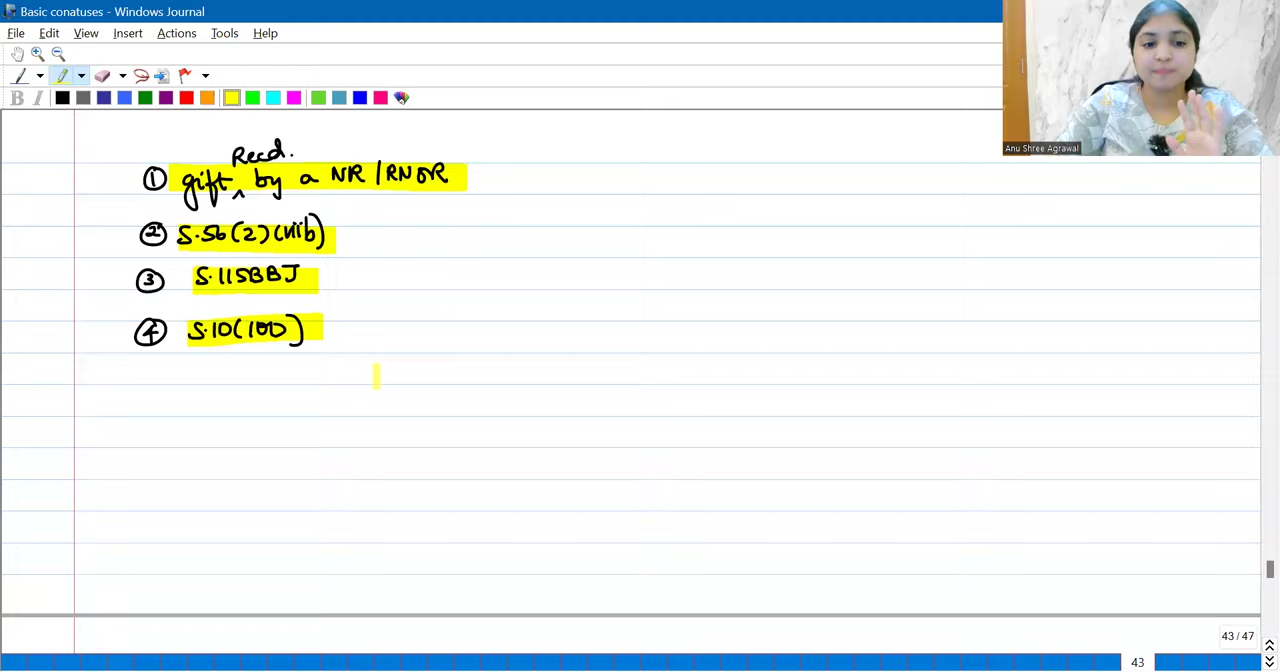 Basic conatuses - Windows Journal
File Edit View Insert Actions Tools Help
B I
Anu Shree Agrawal
Recd.
① gift ^ by a NR / RNOR
② S.56(2)(viib)
③ S.115BBJ
④ S.10(10D)
43 / 47
43